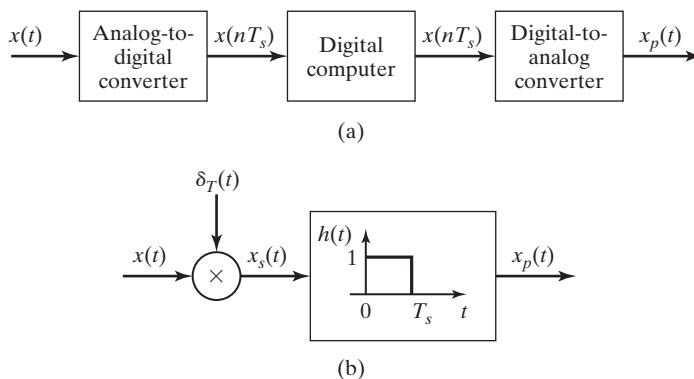 x(t)
Analog-to-
digital
converter
x(nT_s)
Digital
computer
x(nT_s)
Digital-to-
analog
converter
x_p(t)
(a)
δ_T(t)
x(t)
×
x_s(t)
h(t)
1
0
T_s
t
x_p(t)
(b)